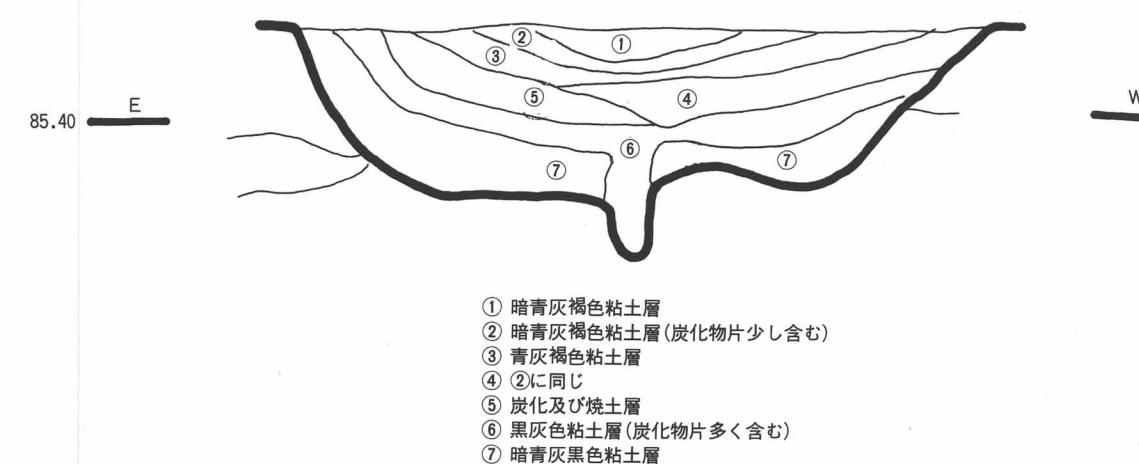 ② ①
③
⑤ ④
E W
85.40
⑥
⑦ ⑦
① 暗青灰褐色粘土層
② 暗青灰褐色粘土層(炭化物片少し含む)
③ 青灰褐色粘土層
④ ②に同じ
⑤ 炭化及び焼土層
⑥ 黒灰色粘土層(炭化物片多く含む)
⑦ 暗青灰黒色粘土層